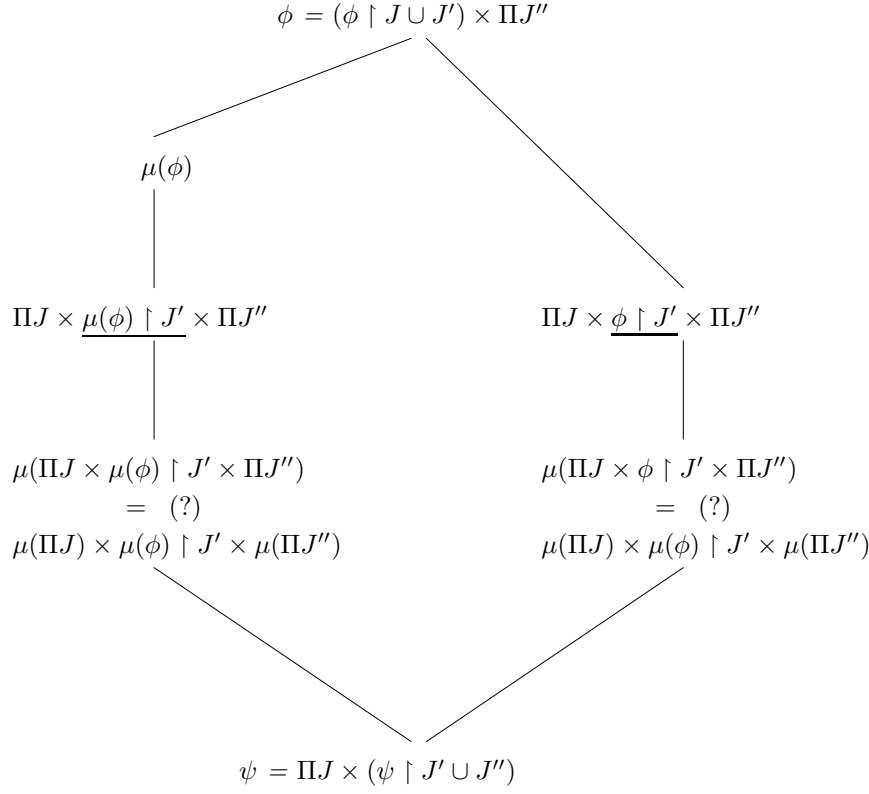 ϕ = (ϕ ↾ J ∪ J′) × ΠJ′′
μ(ϕ)
ΠJ × μ(ϕ) ↾ J′ × ΠJ′′
ΠJ × ϕ ↾ J′ × ΠJ′′
μ(ΠJ × μ(ϕ) ↾ J′ × ΠJ′′)
= (?)
μ(ΠJ) × μ(ϕ) ↾ J′ × μ(ΠJ′′)
μ(ΠJ × ϕ ↾ J′ × ΠJ′′)
= (?)
μ(ΠJ) × μ(ϕ) ↾ J′ × μ(ΠJ′′)
ψ = ΠJ × (ψ ↾ J′ ∪ J′′)